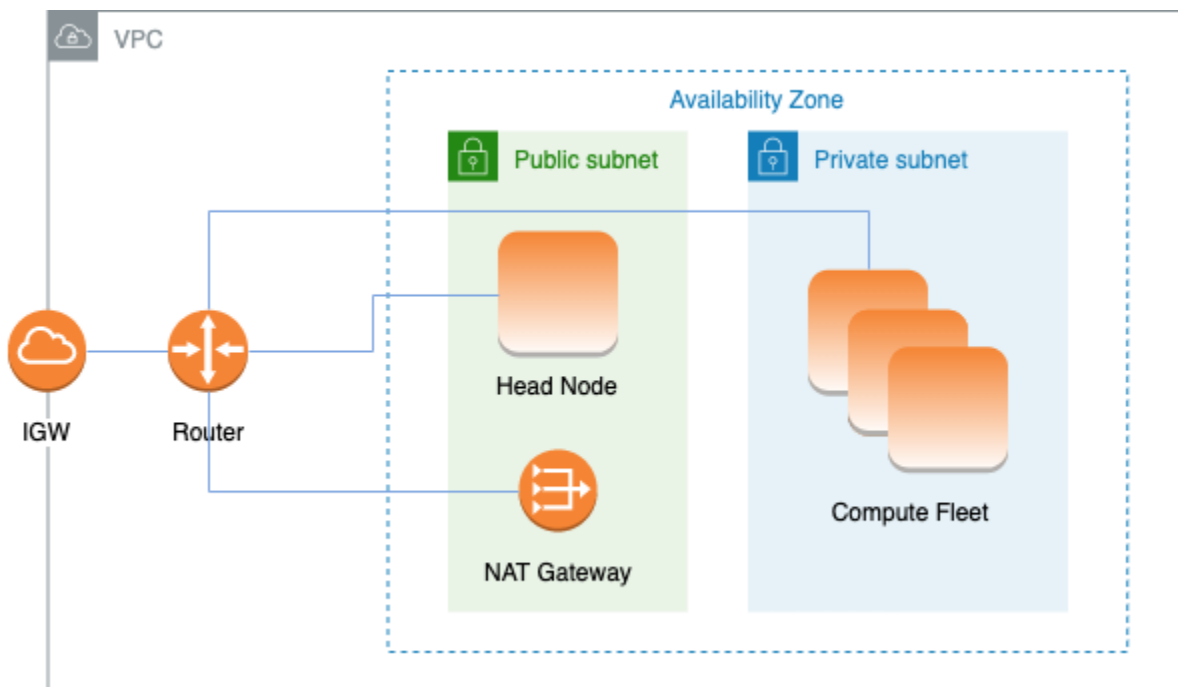 VPC
Availability Zone
Public subnet
Private subnet
Head Node
IGW
Router
Compute Fleet
NAT Gateway